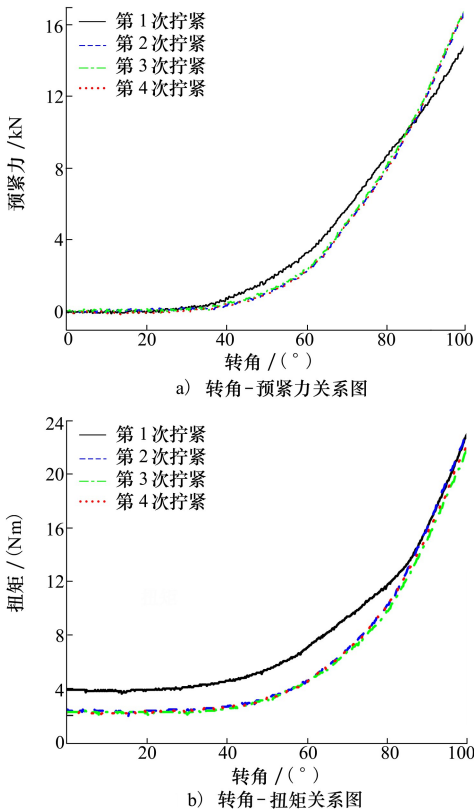 16
12
8
4
0
预紧力/kN
第1次拧紧
第2次拧紧
第3次拧紧
第4次拧紧
0 20 40 60 80 100
转角/(°)
a) 转角-预紧力关系图
24
22
16
12
8
4
0
扭矩/(Nm)
第1次拧紧
第2次拧紧
第3次拧紧
第4次拧紧
20 40 60 80 100
转角/(°)
b) 转角-扭矩关系图